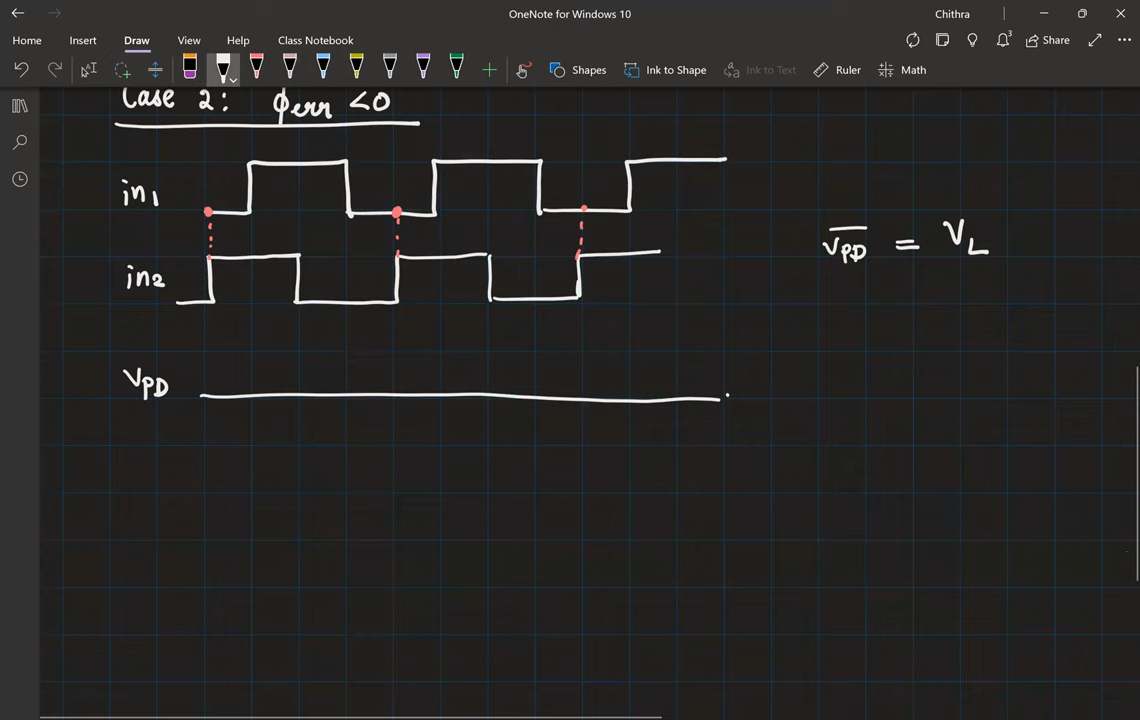 OneNote for Windows 10
Chithra
Home Insert Draw View Help Class Notebook
Share
Shapes Ink to Shape Ink to Text Ruler Math
Case 2: ϕerr <0
in1
in2
VPD = VL
VPD